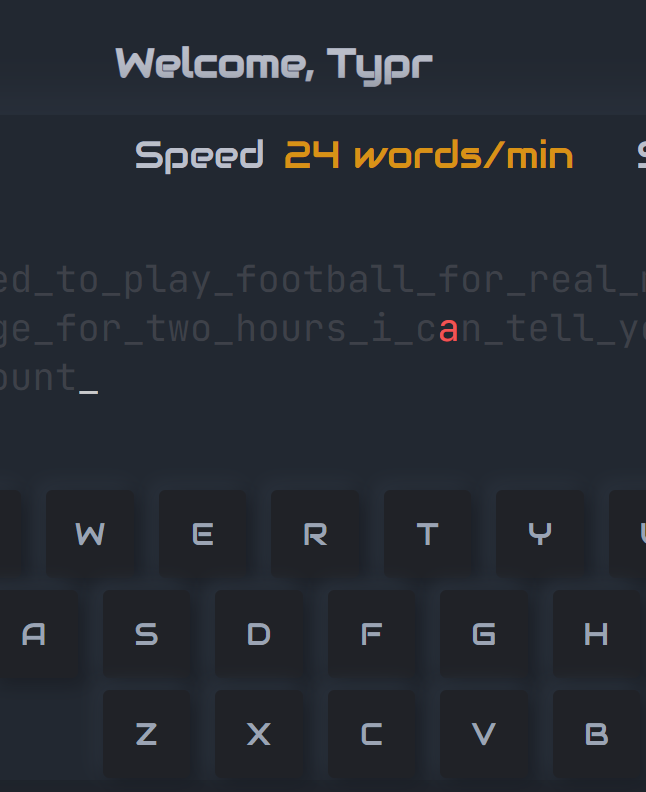 Welcome, Typr
Speed 24 words/min
ed_to_play_football_for_real_
ge_for_two_hours_i_can_tell_y
ount_
W E R T Y
A S D F G H
Z X C V B